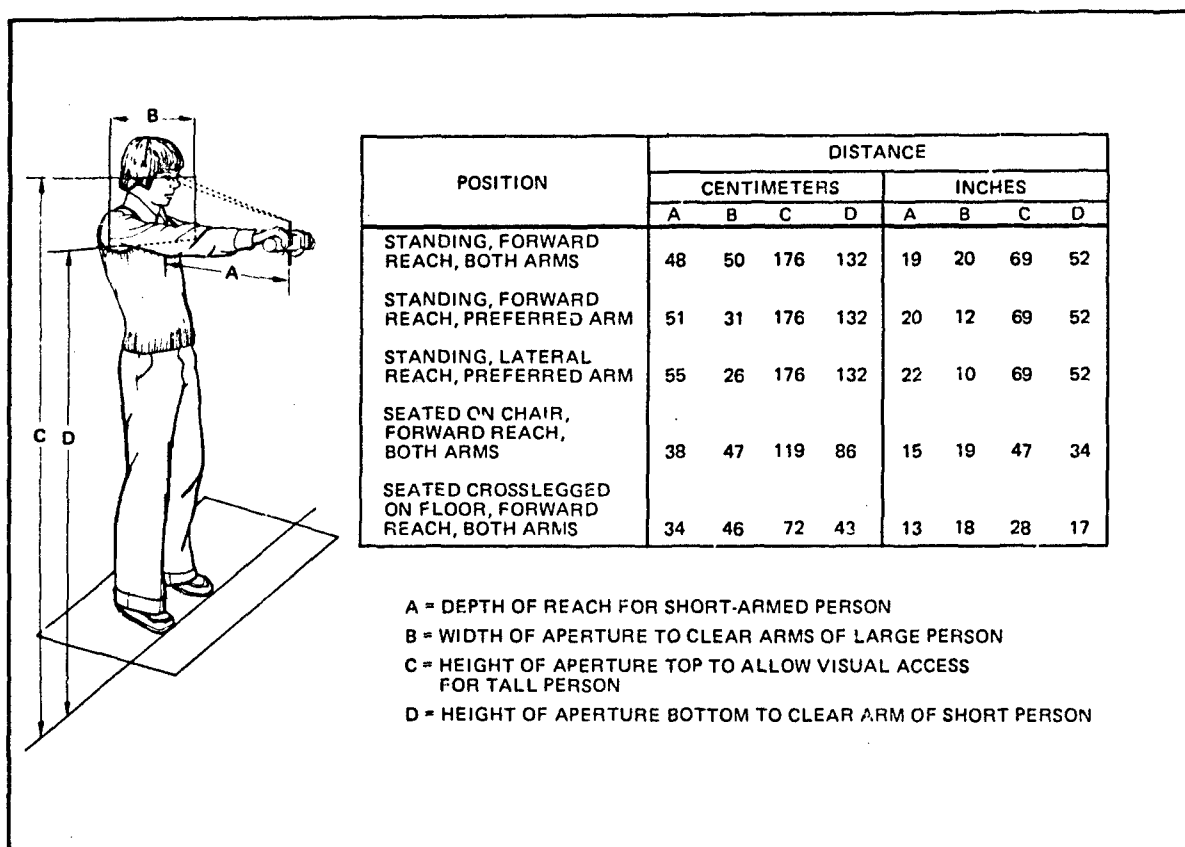 B
A
C D
POSITION
DISTANCE
CENTIMETERS INCHES
A B C D A B C D
STANDING, FORWARD
REACH, BOTH ARMS 48 50 176 132 19 20 69 52
STANDING, FORWARD
REACH, PREFERRED ARM 51 31 176 132 20 12 69 52
STANDING, LATERAL
REACH, PREFERRED ARM 55 26 176 132 22 10 69 52
SEATED ON CHAIR,
FORWARD REACH,
BOTH ARMS 38 47 119 86 15 19 47 34
SEATED CROSSLEGGED
ON FLOOR, FORWARD
REACH, BOTH ARMS 34 46 72 43 13 18 28 17
A = DEPTH OF REACH FOR SHORT-ARMED PERSON
B = WIDTH OF APERTURE TO CLEAR ARMS OF LARGE PERSON
C = HEIGHT OF APERTURE TOP TO ALLOW VISUAL ACCESS
FOR TALL PERSON
D = HEIGHT OF APERTURE BOTTOM TO CLEAR ARM OF SHORT PERSON